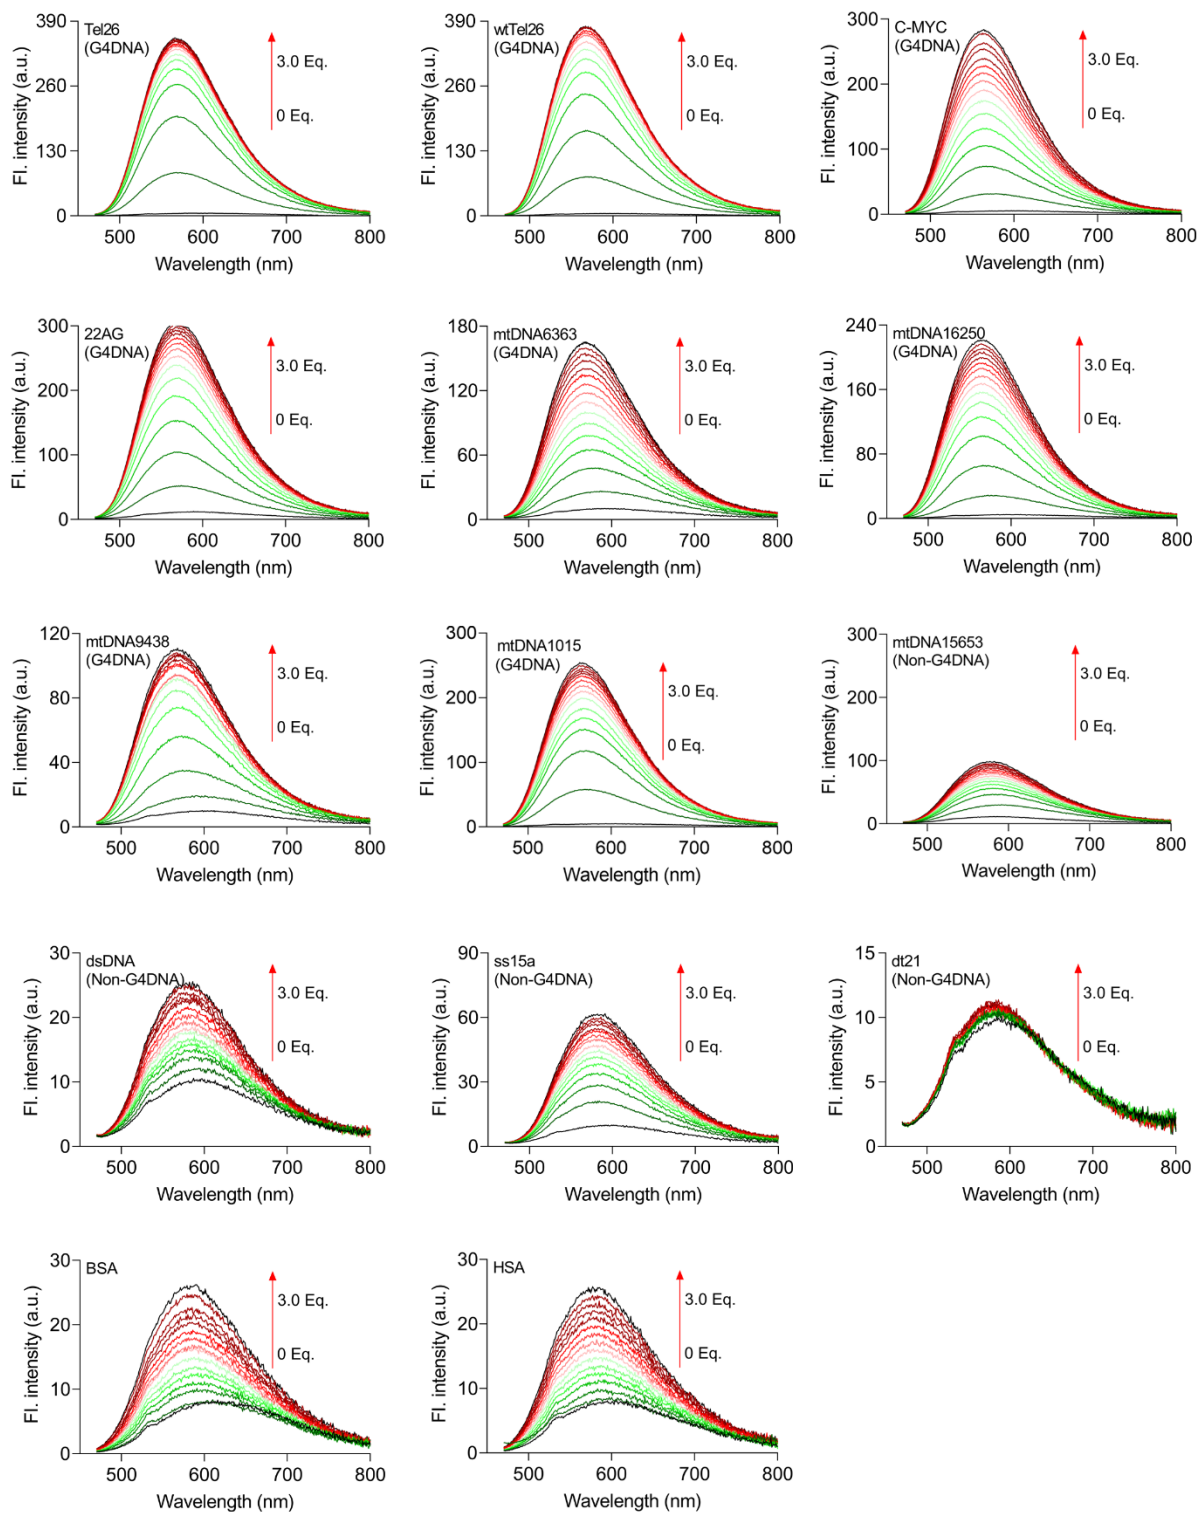 Tel26
(G4DNA)
3.0 Eq.
0 Eq.
Fl. intensity (a.u.)
390
260
130
0
500 600 700 800
Wavelength (nm)
wtTel26
(G4DNA)
3.0 Eq.
0 Eq.
Fl. intensity (a.u.)
390
260
130
0
500 600 700 800
Wavelength (nm)
C-MYC
(G4DNA)
3.0 Eq.
0 Eq.
Fl. intensity (a.u.)
300
200
100
0
500 600 700 800
Wavelength (nm)
22AG
(G4DNA)
3.0 Eq.
0 Eq.
Fl. intensity (a.u.)
300
200
100
0
500 600 700 800
Wavelength (nm)
mtDNA6363
(G4DNA)
3.0 Eq.
0 Eq.
Fl. intensity (a.u.)
180
120
60
0
500 600 700 800
Wavelength (nm)
mtDNA16250
(G4DNA)
3.0 Eq.
0 Eq.
Fl. intensity (a.u.)
240
160
80
0
500 600 700 800
Wavelength (nm)
mtDNA9438
(G4DNA)
3.0 Eq.
0 Eq.
Fl. intensity (a.u.)
120
80
40
0
500 600 700 800
Wavelength (nm)
mtDNA1015
(G4DNA)
3.0 Eq.
0 Eq.
Fl. intensity (a.u.)
300
200
100
0
500 600 700 800
Wavelength (nm)
mtDNA15653
(Non-G4DNA)
3.0 Eq.
0 Eq.
Fl. intensity (a.u.)
300
200
100
0
500 600 700 800
Wavelength (nm)
dsDNA
(Non-G4DNA)
3.0 Eq.
0 Eq.
Fl. intensity (a.u.)
30
20
10
0
500 600 700 800
Wavelength (nm)
ss15a
(Non-G4DNA)
3.0 Eq.
0 Eq.
Fl. intensity (a.u.)
90
60
30
0
500 600 700 800
Wavelength (nm)
dt21
(Non-G4DNA)
3.0 Eq.
0 Eq.
Fl. intensity (a.u.)
15
10
5
0
500 600 700 800
Wavelength (nm)
BSA
3.0 Eq.
0 Eq.
Fl. intensity (a.u.)
30
20
10
0
500 600 700 800
Wavelength (nm)
HSA
3.0 Eq.
0 Eq.
Fl. intensity (a.u.)
30
20
10
0
500 600 700 800
Wavelength (nm)